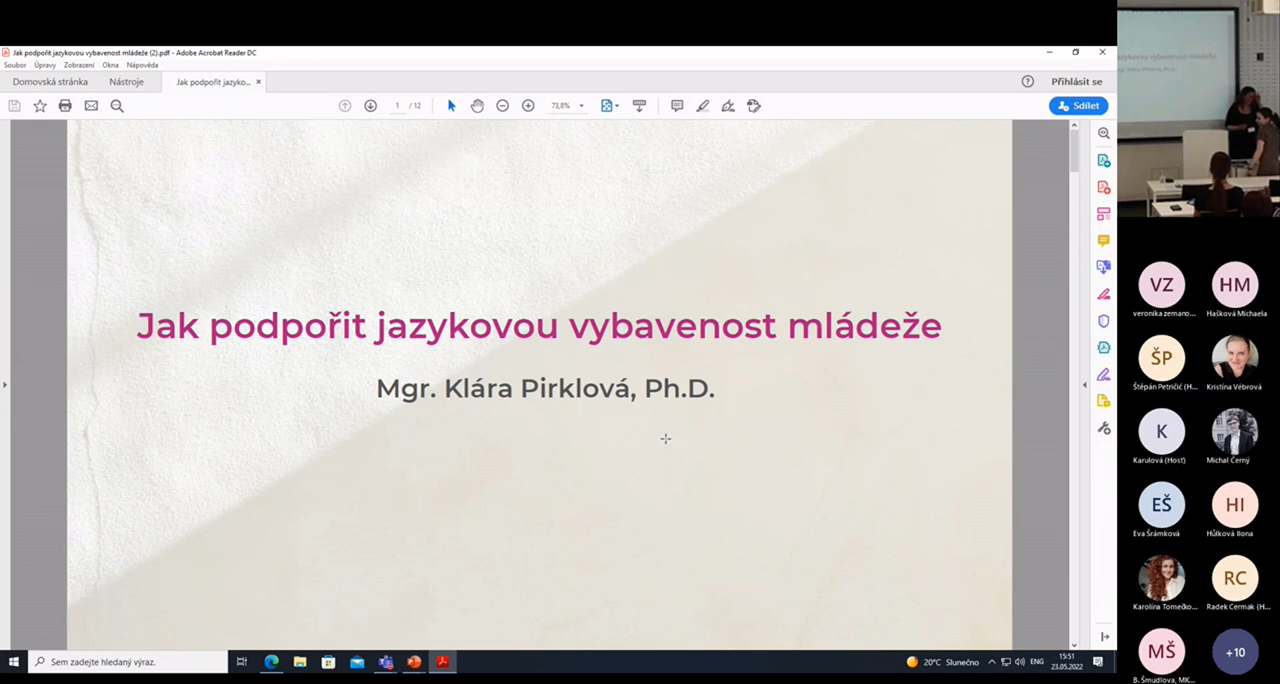 Jak podpořit jazykovou vybavenost mládeže (2).pdf - Adobe Acrobat Reader DC
Soubor Úpravy Zobrazení Okna Nápověda
Domovská stránka Nástroje Jak podpořit jazyko... ×
Přihlásit se
1 / 12
73,8%
Sdílet
Jak podpořit jazykovou vybavenost mládeže
Mgr. Klára Pirklová, Ph.D.
VZ HM
veronika zemano... Hašková Michaela
ŠP
Štěpán Petričić (H... Kristína Vébrová
K
Karulová (Host) Michal Černý
EŠ HI
Eva Šrámková Hůlková Ilona
RC
Karolína Tomečko... Radek Cermak (H...
MŠ +10
B. Šmudlova, MK...
Sem zadejte hledaný výraz.
20°C Slunečno ENG
15:51
23.05.2022